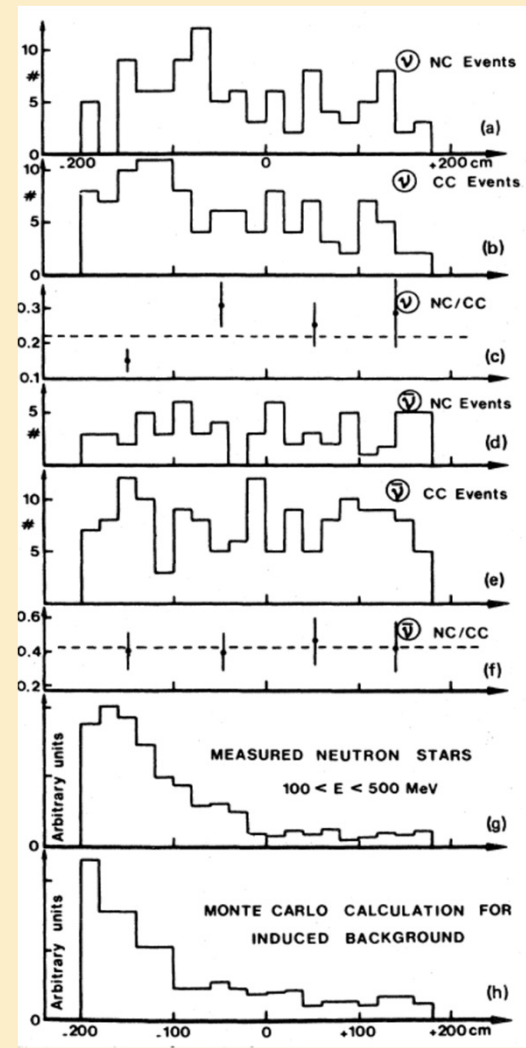 10
#
5
0
ν NC Events
(a)
-200 0 +200 cm
10
#
5
0
ν CC Events
(b)
0.3
0.2
0.1
ν NC/CC
(c)
5
#
0
ν̄ NC Events
(d)
10
#
5
ν̄ CC Events
(e)
0.6
0.4
0.2
ν̄ NC/CC
(f)
Arbitrary units
0
MEASURED NEUTRON STARS
100 < E < 500 MeV
(g)
Arbitrary units
0
MONTE CARLO CALCULATION FOR
INDUCED BACKGROUND
(h)
-200 -100 0 +100 +200 cm